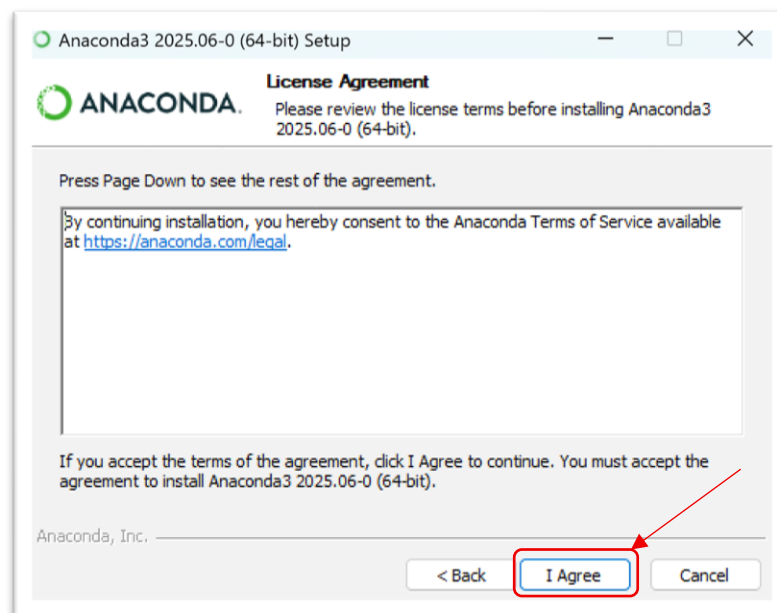 Anaconda3 2025.06-0 (64-bit) Setup
ANACONDA.
License Agreement
Please review the license terms before installing Anaconda3
2025.06-0 (64-bit).
Press Page Down to see the rest of the agreement.
By continuing installation, you hereby consent to the Anaconda Terms of Service available
at https://anaconda.com/legal.
If you accept the terms of the agreement, click I Agree to continue. You must accept the
agreement to install Anaconda3 2025.06-0 (64-bit).
Anaconda, Inc.
< Back
I Agree
Cancel